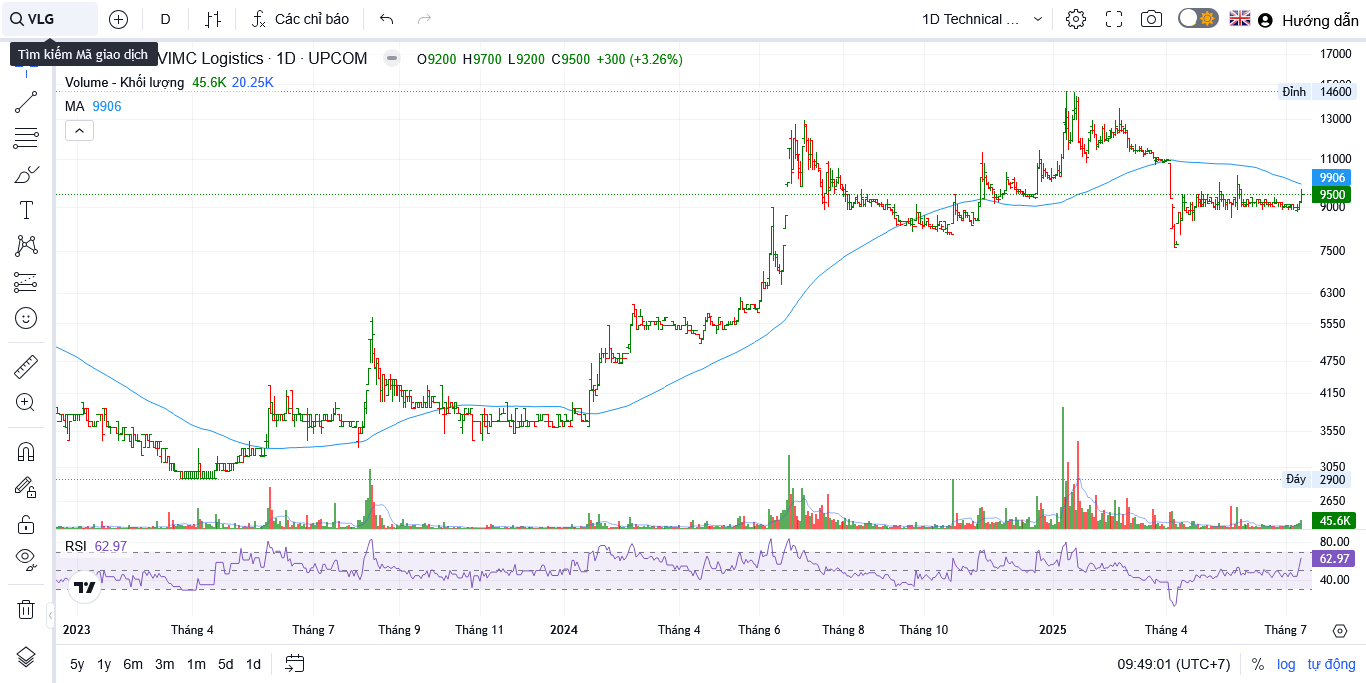 VLG
D
Các chỉ báo
1D Technical ...
Hướng dẫn
Tìm kiếm Mã giao dịch
VIMC Logistics · 1D · UPCOM
O9200 H9700 L9200 C9500 +300 (+3.26%)
Volume - Khối lượng 45.6K 20.25K
MA 9906
17000
Đỉnh 14600
13000
11000
9906
9500
9000
7500
6300
5550
4750
4150
3550
3050
Đáy 2900
2650
45.6K
RSI 62.97
80.00
62.97
40.00
2023 Tháng 4 Tháng 7 Tháng 9 Tháng 11 2024 Tháng 4 Tháng 6 Tháng 8 Tháng 10 2025 Tháng 4 Tháng 7
5y 1y 6m 3m 1m 5d 1d
09:49:01 (UTC+7) % log tự động